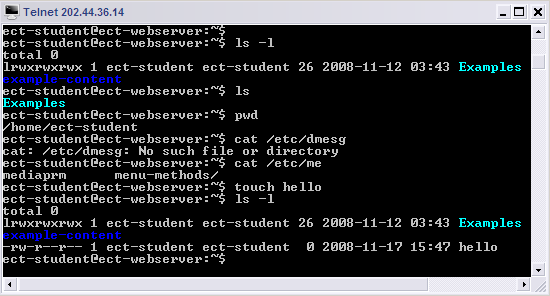 Telnet 202.44.36.14
ect-student@ect-webserver:~$
ect-student@ect-webserver:~$ ls -l
total 0
lrwxrwxrwx 1 ect-student ect-student 26 2008-11-12 03:43 Examples
example-content
ect-student@ect-webserver:~$ ls
Examples
ect-student@ect-webserver:~$ pwd
/home/ect-student
ect-student@ect-webserver:~$ cat /etc/dmesg
cat: /etc/dmesg: No such file or directory
ect-student@ect-webserver:~$ cat /etc/me
mediaprm menu-methods/
ect-student@ect-webserver:~$ touch hello
ect-student@ect-webserver:~$ ls -l
total 0
lrwxrwxrwx 1 ect-student ect-student 26 2008-11-12 03:43 Examples
example-content
-rw-r--r-- 1 ect-student ect-student 0 2008-11-17 15:47 hello
ect-student@ect-webserver:~$